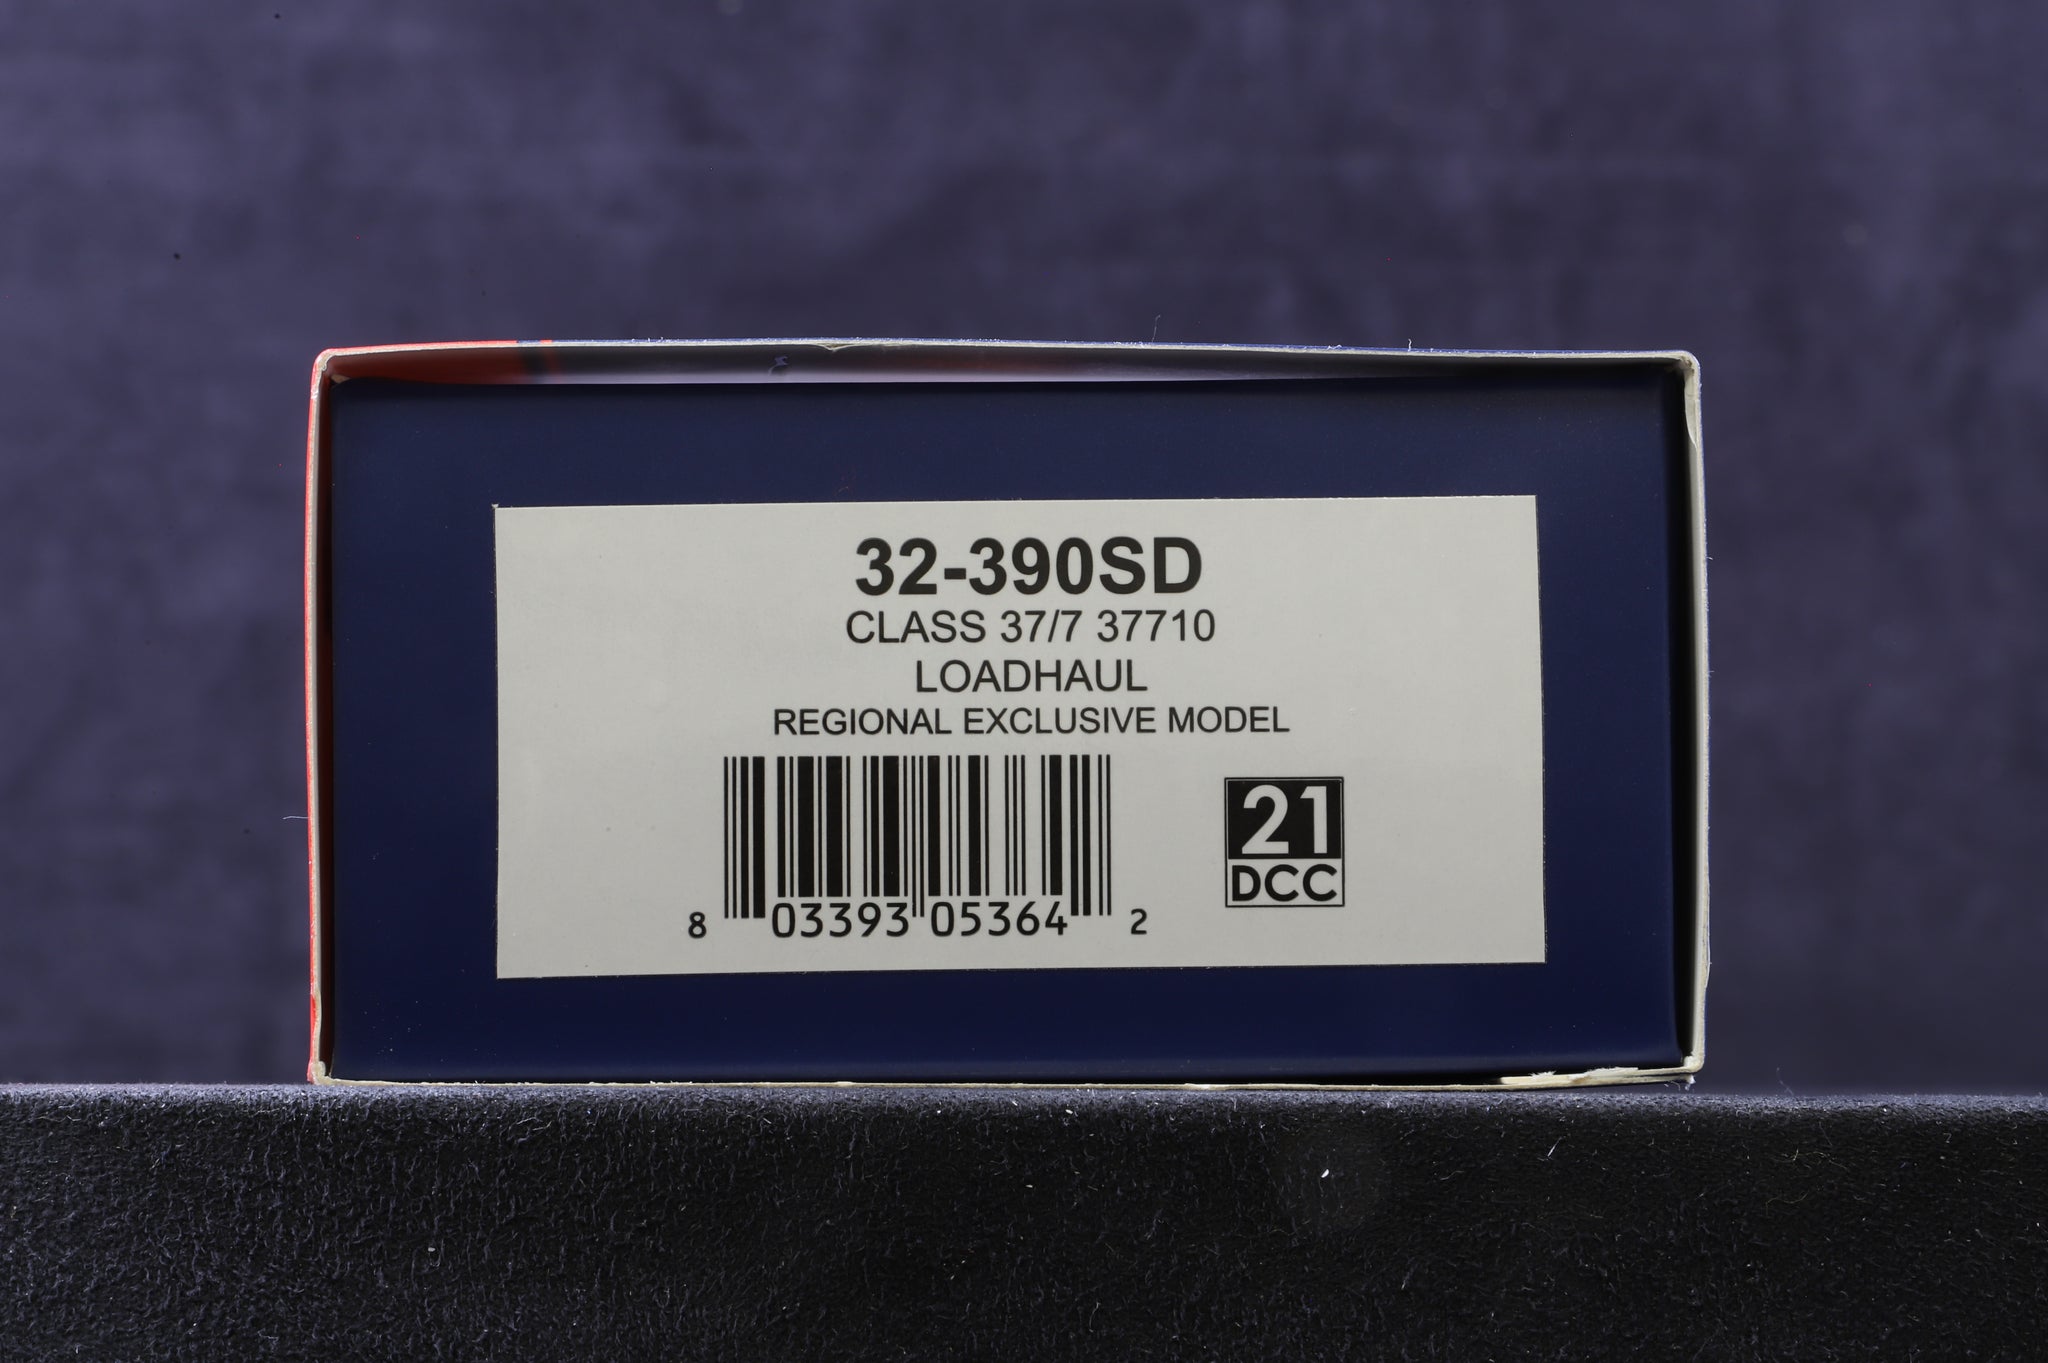 32-390SD
CLASS 37/7 37710
LOADHAUL
REGIONAL EXCLUSIVE MODEL
8 03393 05364 2
21
DCC